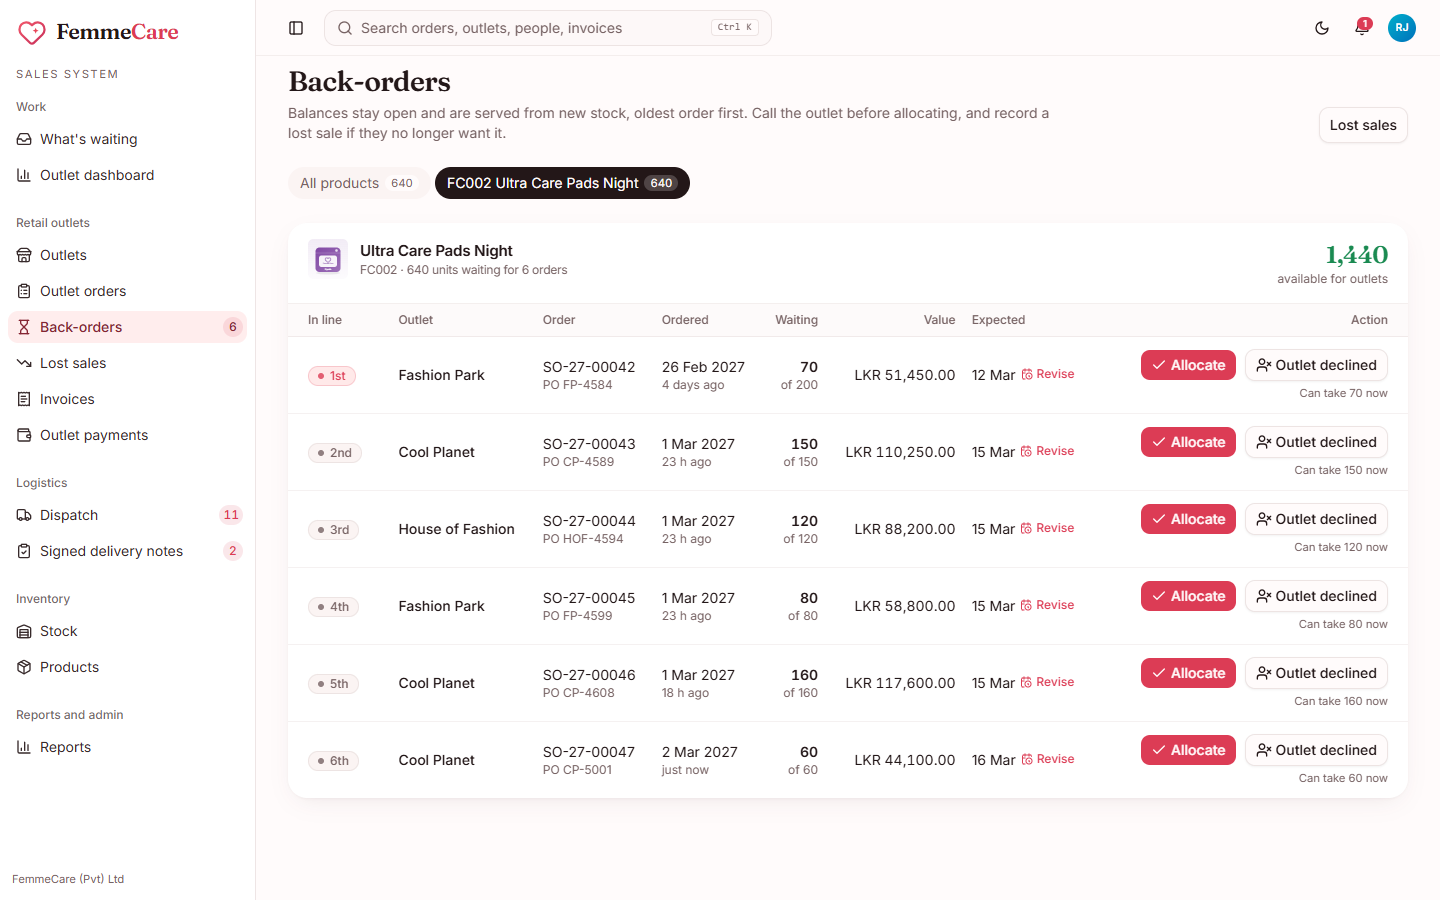 FemmeCare
SALES SYSTEM
Work
What's waiting
Outlet dashboard
Retail outlets
Outlets
Outlet orders
Back-orders 6
Lost sales
Invoices
Outlet payments
Logistics
Dispatch 11
Signed delivery notes 2
Inventory
Stock
Products
Reports and admin
Reports
FemmeCare (Pvt) Ltd
Search orders, outlets, people, invoices Ctrl K
1
RJ
Back-orders
Balances stay open and are served from new stock, oldest order first. Call the outlet before allocating, and record a
lost sale if they no longer want it.
Lost sales
All products 640
FC002 Ultra Care Pads Night 640
Ultra Care Pads Night
FC002 · 640 units waiting for 6 orders
1,440
available for outlets
In line Outlet Order Ordered Waiting Value Expected Action
1st Fashion Park SO-27-00042 26 Feb 2027 70 LKR 51,450.00 12 Mar Revise Allocate Outlet declined
PO FP-4584 4 days ago of 200 Can take 70 now
2nd Cool Planet SO-27-00043 1 Mar 2027 150 LKR 110,250.00 15 Mar Revise Allocate Outlet declined
PO CP-4589 23 h ago of 150 Can take 150 now
3rd House of Fashion SO-27-00044 1 Mar 2027 120 LKR 88,200.00 15 Mar Revise Allocate Outlet declined
PO HOF-4594 23 h ago of 120 Can take 120 now
4th Fashion Park SO-27-00045 1 Mar 2027 80 LKR 58,800.00 15 Mar Revise Allocate Outlet declined
PO FP-4599 23 h ago of 80 Can take 80 now
5th Cool Planet SO-27-00046 1 Mar 2027 160 LKR 117,600.00 15 Mar Revise Allocate Outlet declined
PO CP-4608 18 h ago of 160 Can take 160 now
6th Cool Planet SO-27-00047 2 Mar 2027 60 LKR 44,100.00 16 Mar Revise Allocate Outlet declined
PO CP-5001 just now of 60 Can take 60 now